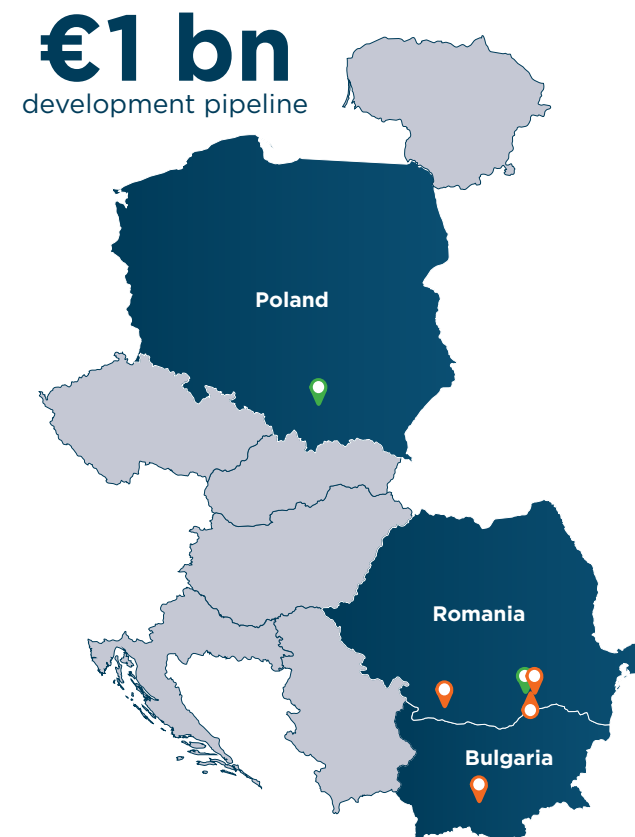 €1 bn
development pipeline
Poland
Romania
Bulgaria